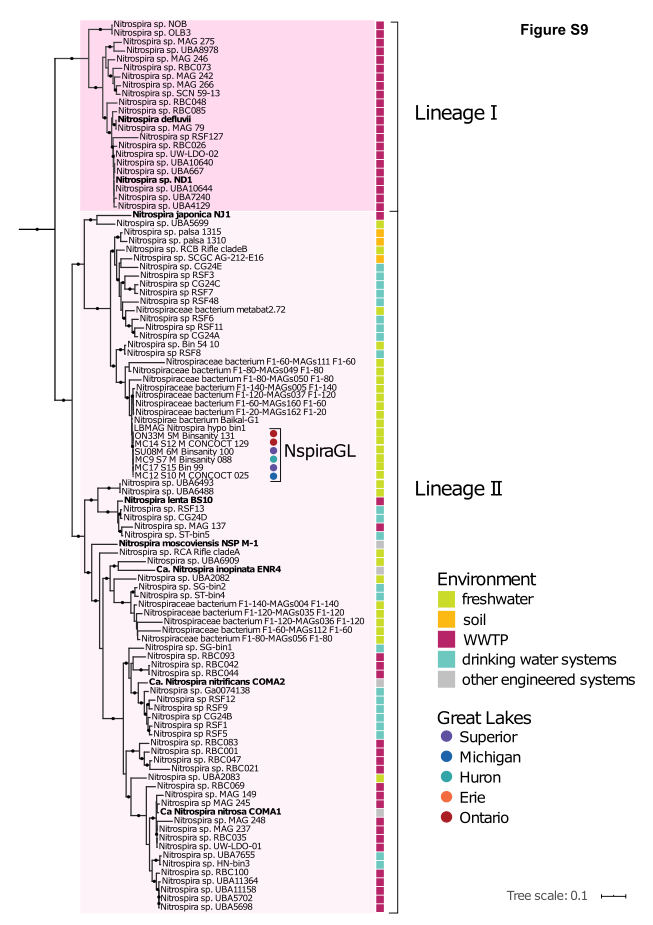 Figure S9
Nitrospira sp. NOB
Nitrospira sp. OLB3
Nitrospira sp. MAG 275
Nitrospira sp. UBA8978
Nitrospira sp. MAG 246
Nitrospira sp. RBC073
Nitrospira sp. MAG 242
Nitrospira sp. MAG 266
Nitrospira sp. SCN 59-13
Nitrospira sp. RBC048
Nitrospira sp. RBC085
Nitrospira defluvii
Nitrospira sp. MAG 79
Nitrospira sp RSF127
Nitrospira sp. RBC026
Nitrospira sp. UW-LDO-02
Nitrospira sp. UBA10640
Nitrospira sp. UBA667
Nitrospira sp. ND1
Nitrospira sp. UBA10644
Nitrospira sp. UBA7240
Nitrospira sp. UBA4129
Lineage I
Nitrospira japonica NJ1
Nitrospira sp. UBA5699
Nitrospira sp. palsa 1315
Nitrospira sp. palsa 1310
Nitrospira sp. RCB Rifle cladeB
Nitrospira sp. SCGC AG-212-E16
Nitrospira sp. CG24E
Nitrospira sp RSF3
Nitrospira sp CG24C
Nitrospira sp RSF7
Nitrospira sp. RSF48
Nitrospiraceae bacterium metabat2.72
Nitrospira sp RSF6
Nitrospira sp RSF11
Nitrospira sp CG24A
Nitrospira sp. Bin 54 10
Nitrospira sp RSF8
Nitrospiraceae bacterium F1-60-MAGs111 F1-60
Nitrospiraceae bacterium F1-80-MAGs049 F1-80
Nitrospiraceae bacterium F1-80-MAGs050 F1-80
Nitrospiraceae bacterium F1-140-MAGs005 F1-140
Nitrospiraceae bacterium F1-120-MAGs037 F1-120
Nitrospiraceae bacterium F1-60-MAGs160 F1-60
Nitrospiraceae bacterium F1-20-MAGs162 F1-20
Nitrospirae bacterium Baikal-G1
LBMAG Nitrospira hypo bin1
ON33M 5M Binsanity 131
MC14 S12 M CONCOCT 129
SU08M 6M Binsanity 100
MC9 S7 M Binsanity 088
MC17 S15 Bin 99
MC12 S10 M CONCOCT 025
NspiraGL
Nitrospira sp. UBA6493
Nitrospira sp. UBA6488
Nitrospira lenta BS10
Nitrospira sp. RSF13
Nitrospira sp. CG24D
Nitrospira sp. MAG 137
Nitrospira sp. ST-bin5
Nitrospira moscoviensis NSP M-1
Nitrospira sp. RCA Rifle cladeA
Nitrospira sp. UBA6909
Ca. Nitrospira inopinata ENR4
Nitrospira sp. UBA2082
Nitrospira sp. SG-bin2
Nitrospira sp. ST-bin4
Nitrospiraceae bacterium F1-140-MAGs004 F1-140
Nitrospiraceae bacterium F1-120-MAGs035 F1-120
Nitrospiraceae bacterium F1-120-MAGs036 F1-120
Nitrospiraceae bacterium F1-60-MAGs112 F1-60
Nitrospiraceae bacterium F1-80-MAGs056 F1-80
Nitrospira sp. SG-bin1
Nitrospira sp. RBC093
Nitrospira sp. RBC042
Nitrospira sp. RBC044
Ca. Nitrospira nitrificans COMA2
Nitrospira sp. Ga0074138
Nitrospira sp. RSF12
Nitrospira sp RSF9
Nitrospira sp CG24B
Nitrospira sp RSF1
Nitrospira sp RSF5
Nitrospira sp. RBC083
Nitrospira sp. RBC001
Nitrospira sp. RBC047
Nitrospira sp. RBC021
Nitrospira sp. UBA2083
Nitrospira sp. RBC069
Nitrospira sp. MAG 149
Nitrospira sp MAG 245
Ca Nitrospira nitrosa COMA1
Nitrospira sp. MAG 248
Nitrospira sp. MAG 237
Nitrospira sp. RBC035
Nitrospira sp. UW-LDO-01
Nitrospira sp. UBA7655
Nitrospira sp. HN-bin3
Nitrospira sp. RBC100
Nitrospira sp. UBA11364
Nitrospira sp. UBA11158
Nitrospira sp. UBA5702
Nitrospira sp. UBA5698
Lineage II
Environment
freshwater
soil
WWTP
drinking water systems
other engineered systems
Great Lakes
Superior
Michigan
Huron
Erie
Ontario
Tree scale: 0.1